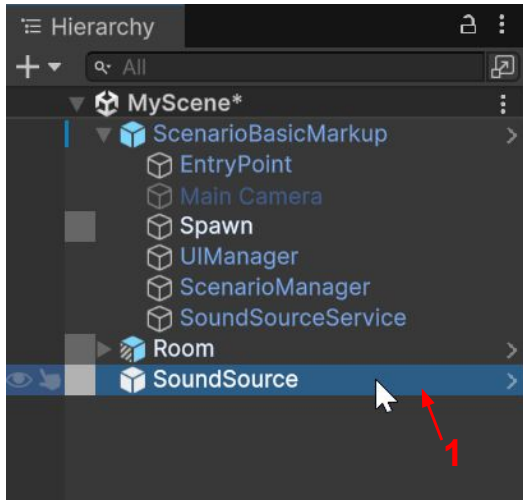 Hierarchy
All
MyScene*
ScenarioBasicMarkup
EntryPoint
Main Camera
Spawn
UIManager
ScenarioManager
SoundSourceService
Room
SoundSource
1